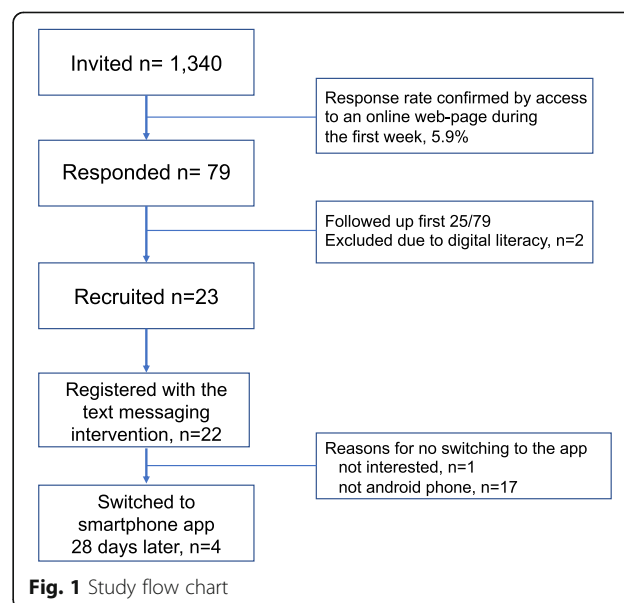 Invited n= 1,340
Response rate confirmed by access
to an online web-page during
the first week, 5.9%
Responded n= 79
Followed up first 25/79
Excluded due to digital literacy, n=2
Recruited n=23
Registered with the
text messaging
intervention, n=22
Reasons for no switching to the app
not interested, n=1
not android phone, n=17
Switched to
smartphone app
28 days later, n=4
Fig. 1 Study flow chart